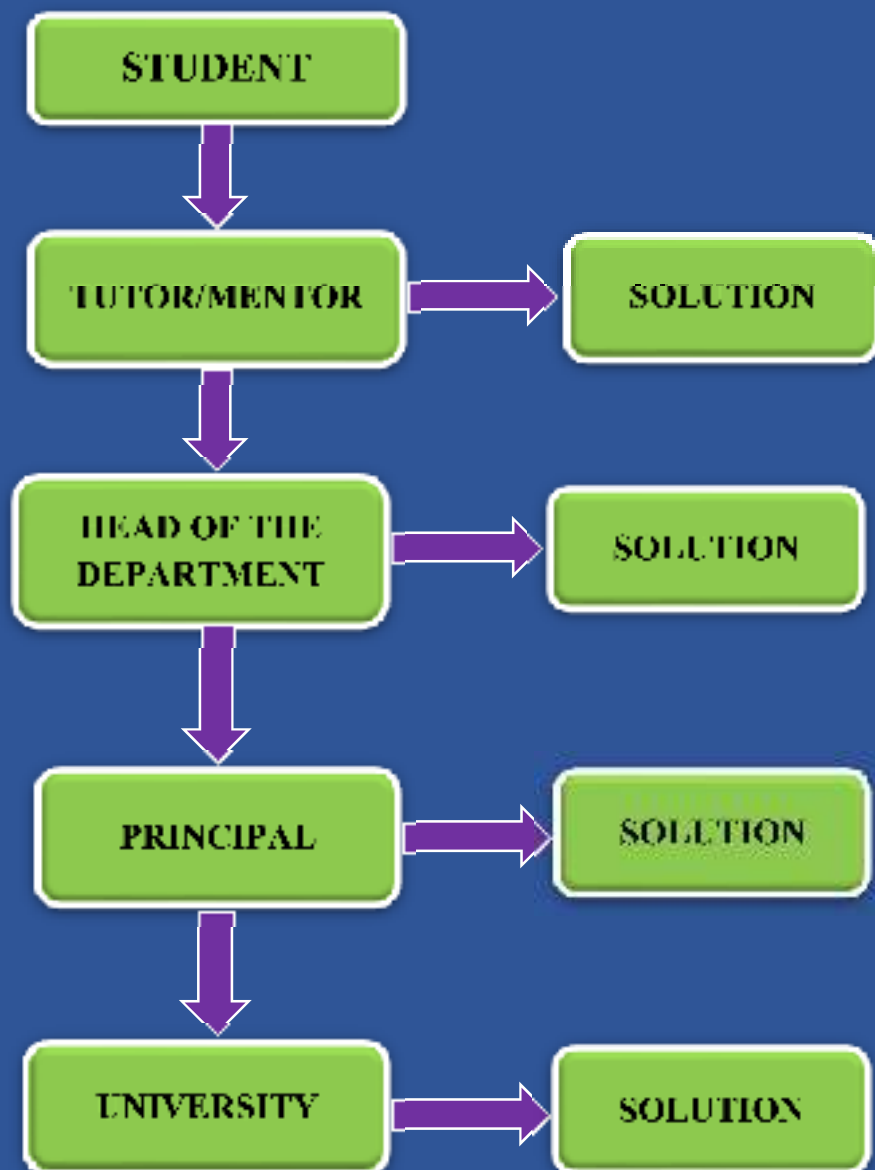 STUDENT
TUTOR/MENTOR
SOLUTION
HEAD OF THE
DEPARTMENT
SOLUTION
PRINCIPAL
SOLUTION
UNIVERSITY
SOLUTION